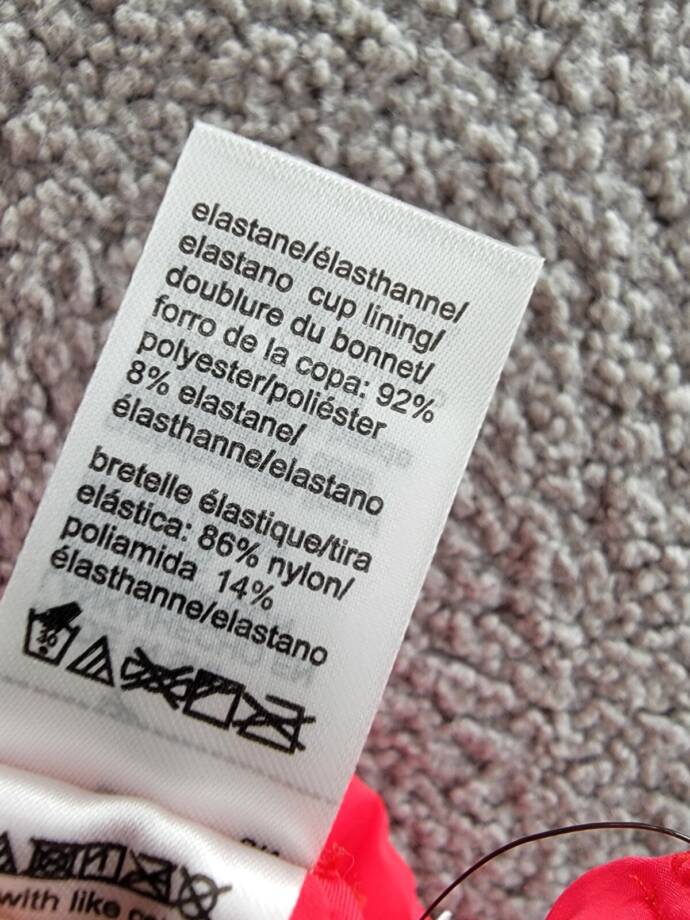 elastane/élasthanne/
elastano cup lining/
doublure du bonnet/
forro de la copa: 92%
polyester/poliéster
8% elastane/
élasthanne/elastano
bretelle élastique/tira
elástica: 86% nylon/
poliamida 14%
élasthanne/elastano
30
with like